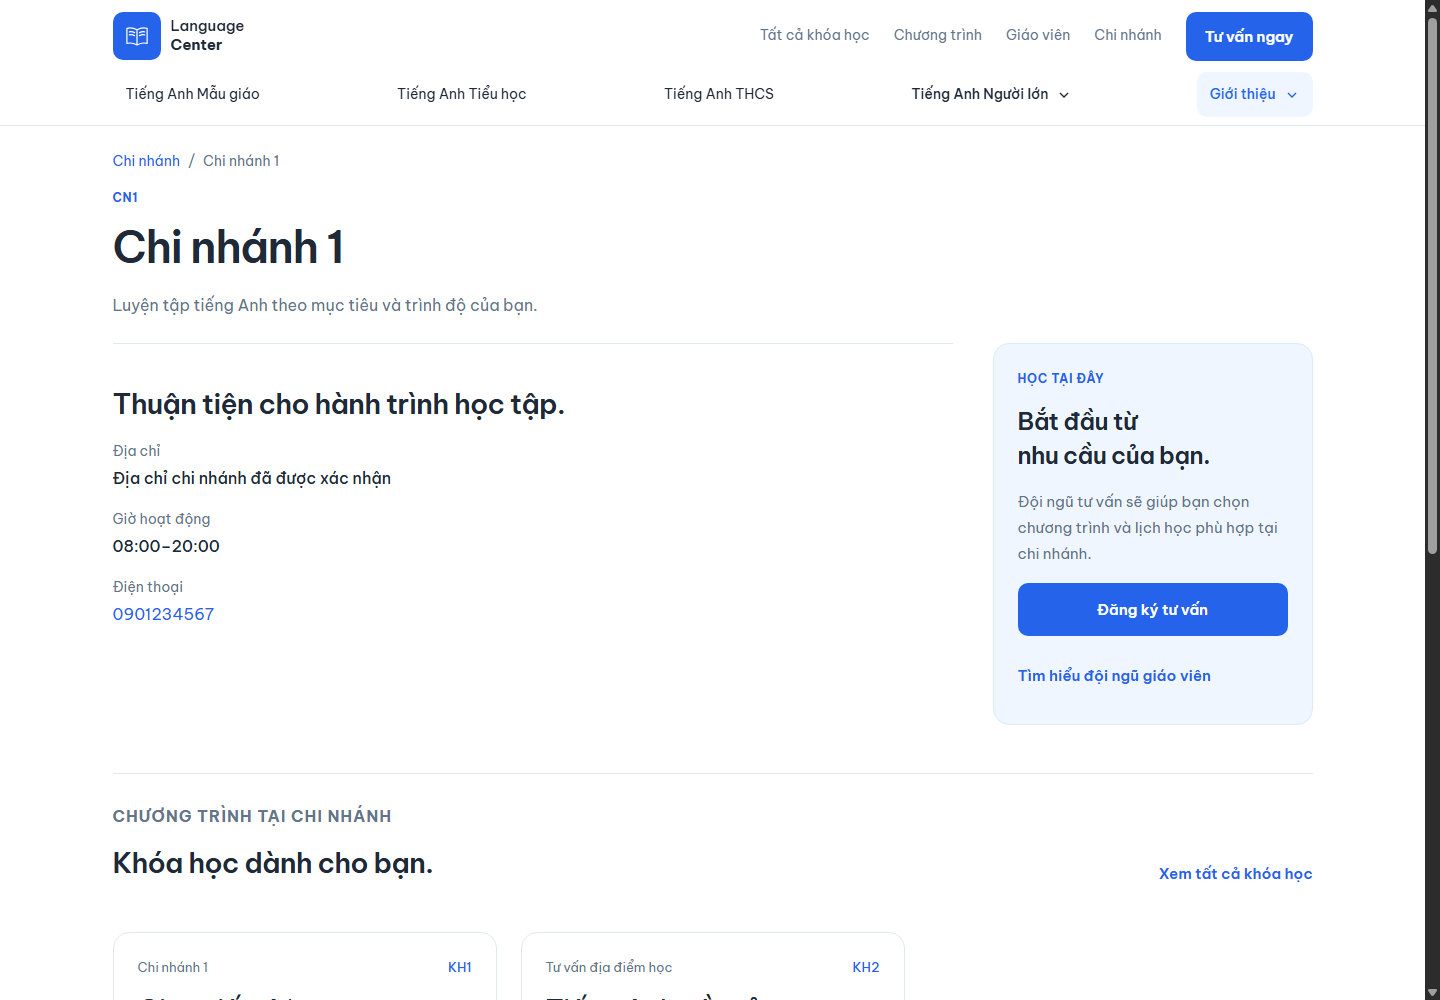 Language
Center
Tất cả khóa học
Chương trình
Giáo viên
Chi nhánh
Tư vấn ngay
Tiếng Anh Mẫu giáo
Tiếng Anh Tiểu học
Tiếng Anh THCS
Tiếng Anh Người lớn
Giới thiệu
Chi nhánh / Chi nhánh 1
CN1
Chi nhánh 1
Luyện tập tiếng Anh theo mục tiêu và trình độ của bạn.
Thuận tiện cho hành trình học tập.
Địa chỉ
Địa chỉ chi nhánh đã được xác nhận
Giờ hoạt động
08:00–20:00
Điện thoại
0901234567
HỌC TẠI ĐÂY
Bắt đầu từ
nhu cầu của bạn.
Đội ngũ tư vấn sẽ giúp bạn chọn
chương trình và lịch học phù hợp tại
chi nhánh.
Đăng ký tư vấn
Tìm hiểu đội ngũ giáo viên
CHƯƠNG TRÌNH TẠI CHI NHÁNH
Khóa học dành cho bạn.
Xem tất cả khóa học
Chi nhánh 1
KH1
Tư vấn địa điểm học
KH2